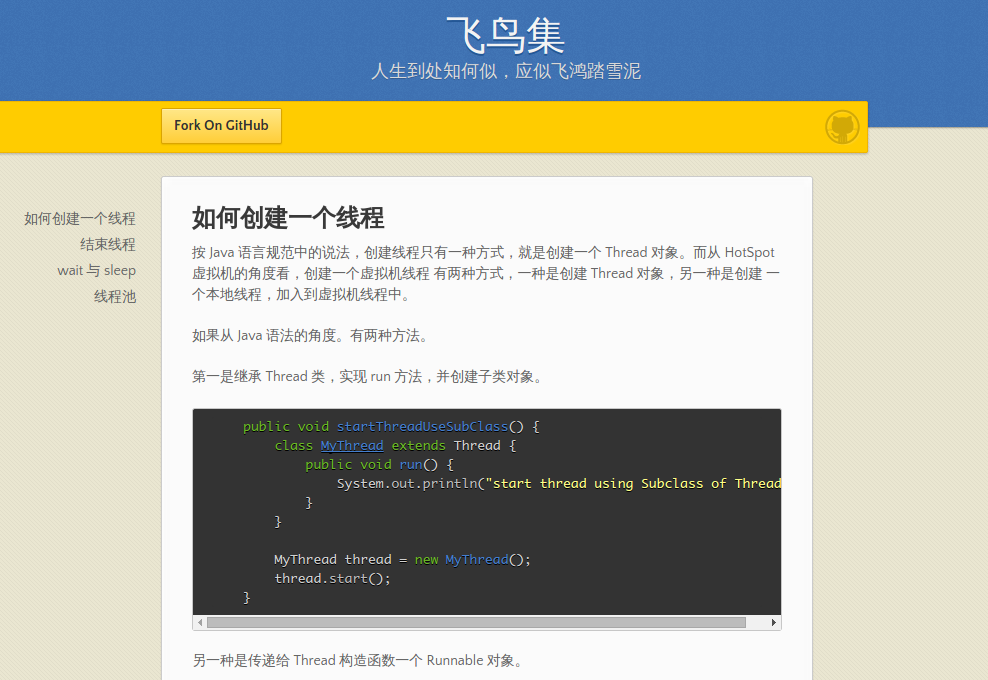 飞鸟集
人生到处知何似，应似飞鸿踏雪泥
Fork On GitHub
如何创建一个线程
结束线程
wait 与 sleep
线程池
如何创建一个线程
按 Java 语言规范中的说法，创建线程只有一种方式，就是创建一个 Thread 对象。而从 HotSpot
虚拟机的角度看，创建一个虚拟机线程 有两种方式，一种是创建 Thread 对象，另一种是创建 一
个本地线程，加入到虚拟机线程中。
如果从 Java 语法的角度。有两种方法。
第一是继承 Thread 类，实现 run 方法，并创建子类对象。
public void startThreadUseSubClass() {
class MyThread extends Thread {
public void run() {
System.out.println("start thread using Subclass of Thread
}
}
MyThread thread = new MyThread();
thread.start();
}
另一种是传递给 Thread 构造函数一个 Runnable 对象。